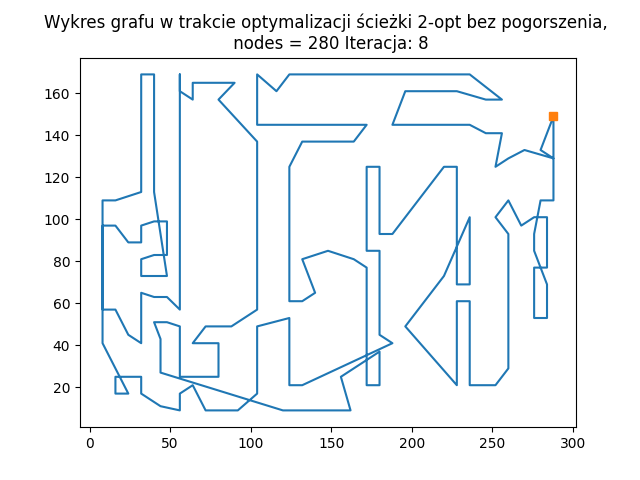 Wykres grafu w trakcie optymalizacji ścieżki 2-opt bez pogorszenia,
nodes = 280 Iteracja: 8
160
140
120
100
80
60
40
20
0 50 100 150 200 250 300